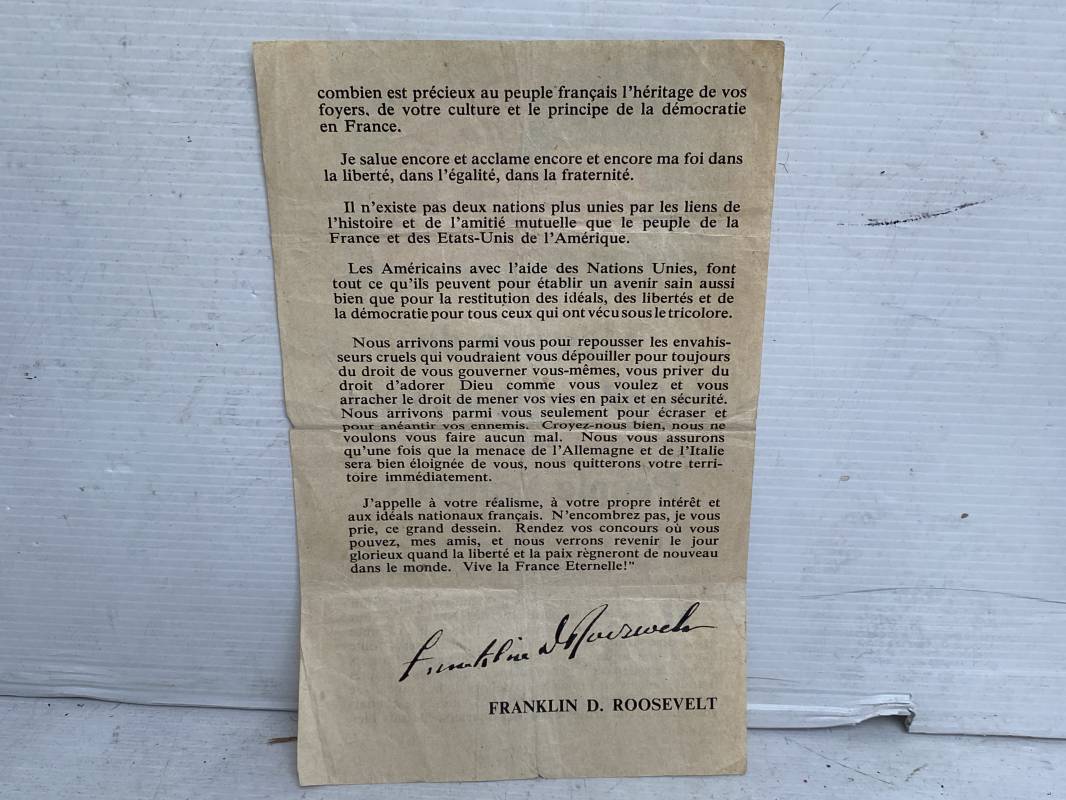 combien est précieux au peuple français l'héritage de vos
foyers, de votre culture et le principe de la démocratie
en France.
Je salue encore et acclame encore et encore ma foi dans
la liberté, dans l'égalité, dans la fraternité.
Il n'existe pas deux nations plus unies par les liens de
l'histoire et de l'amitié mutuelle que le peuple de la
France et des Etats-Unis de l'Amérique.
Les Américains avec l'aide des Nations Unies, font
tout ce qu'ils peuvent pour établir un avenir sain aussi
bien que pour la restitution des idéals, des libertés et de
la démocratie pour tous ceux qui ont vécu sous le tricolore.
Nous arrivons parmi vous pour repousser les envahis-
seurs cruels qui voudraient vous dépouiller pour toujours
du droit de vous gouverner vous-mêmes, vous priver du
droit d'adorer Dieu comme vous voulez et vous
arracher le droit de mener vos vies en paix et en sécurité.
Nous arrivons parmi vous seulement pour écraser et
pour anéantir vos ennemis. Croyez-nous bien, nous ne
voulons vous faire aucun mal. Nous vous assurons
qu'une fois que la menace de l'Allemagne et de l'Italie
sera bien éloignée de vous, nous quitterons votre terri-
toire immédiatement.
J'appelle à votre réalisme, à votre propre intérêt et
aux idéals nationaux français. N'encombrez pas, je vous
prie, ce grand dessein. Rendez vos concours où vous
pouvez, mes amis, et nous verrons revenir le jour
glorieux quand la liberté et la paix règneront de nouveau
dans le monde. Vive la France Eternelle!"
Franklin D Roosevelt
FRANKLIN D. ROOSEVELT